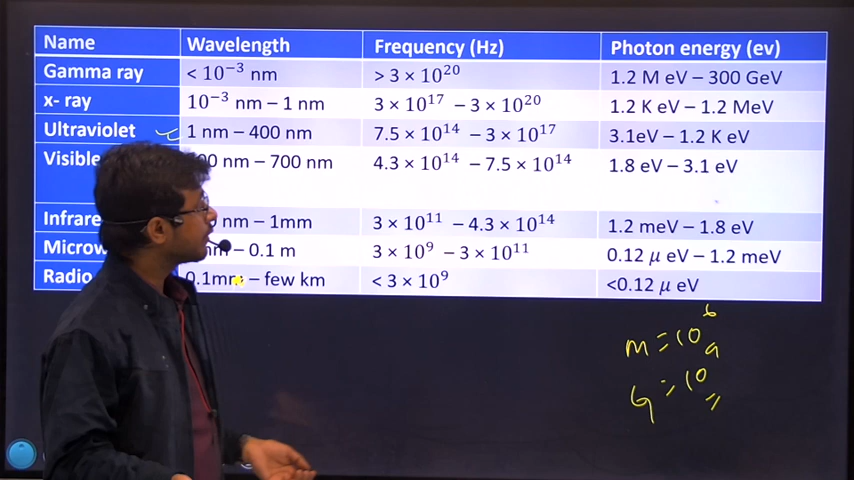 Name Wavelength Frequency (Hz) Photon energy (ev)
Gamma ray < 10⁻³ nm > 3 × 10²⁰ 1.2 M eV – 300 GeV
x- ray 10⁻³ nm – 1 nm 3 × 10¹⁷ – 3 × 10²⁰ 1.2 K eV – 1.2 MeV
Ultraviolet 1 nm – 400 nm 7.5 × 10¹⁴ – 3 × 10¹⁷ 3.1eV – 1.2 K eV
Visible 00 nm – 700 nm 4.3 × 10¹⁴ – 7.5 × 10¹⁴ 1.8 eV – 3.1 eV
Infrare nm – 1mm 3 × 10¹¹ – 4.3 × 10¹⁴ 1.2 meV – 1.8 eV
Microw – 0.1 m 3 × 10⁹ – 3 × 10¹¹ 0.12 μ eV – 1.2 meV
Radio 0.1mm – few km < 3 × 10⁹ <0.12 μ eV
m = 10⁶
G = 10⁹